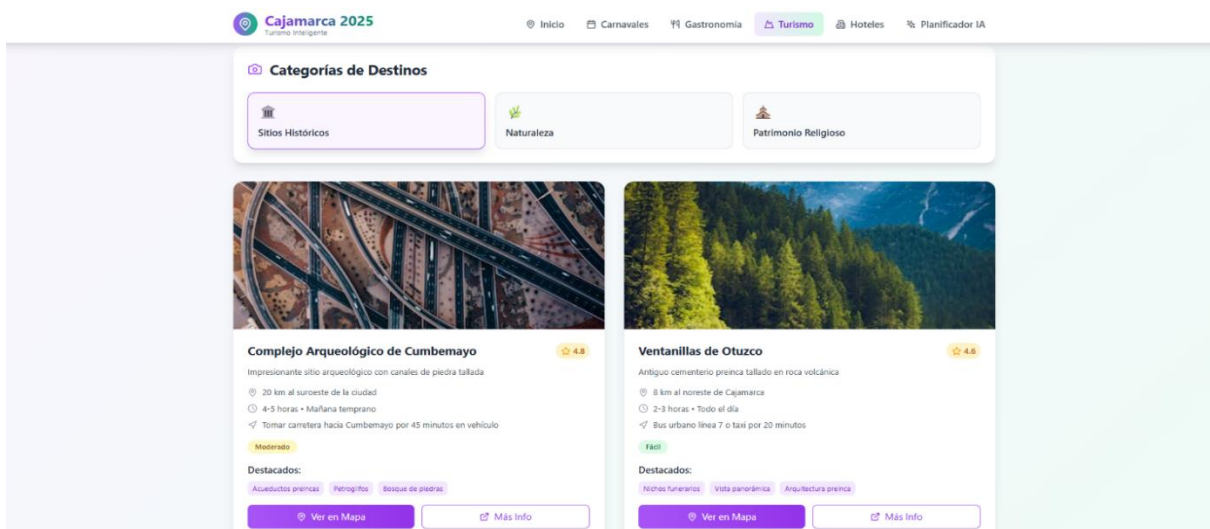 Cajamarca 2025
Turismo Inteligente
Inicio
Carnavales
Gastronomía
Turismo
Hoteles
Planificador IA
Categorías de Destinos
Sitios Históricos
Naturaleza
Patrimonio Religioso
Complejo Arqueológico de Cumbemayo
4.8
Impresionante sitio arqueológico con canales de piedra tallada
20 km al suroeste de la ciudad
4-5 horas • Mañana temprano
Tomar carretera hacia Cumbemayo por 45 minutos en vehículo
Moderado
Destacados:
Acueductos preincas
Petroglifos
Bosque de piedras
Ver en Mapa
Más Info
Ventanillas de Otuzco
4.6
Antiguo cementerio preinca tallado en roca volcánica
8 km al noreste de Cajamarca
2-3 horas • Todo el día
Bus urbano línea 7 o taxi por 20 minutos
Fácil
Destacados:
Nichos funerarios
Vista panorámica
Arquitectura preinca
Ver en Mapa
Más Info